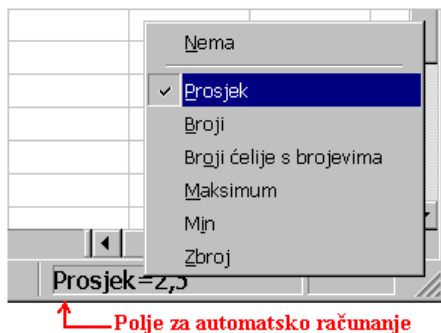 Nema
Prosjek
Broji
Broji ćelije s brojevima
Maksimum
Min
Zbroj
Prosjek=2,5
Polje za automatsko računanje